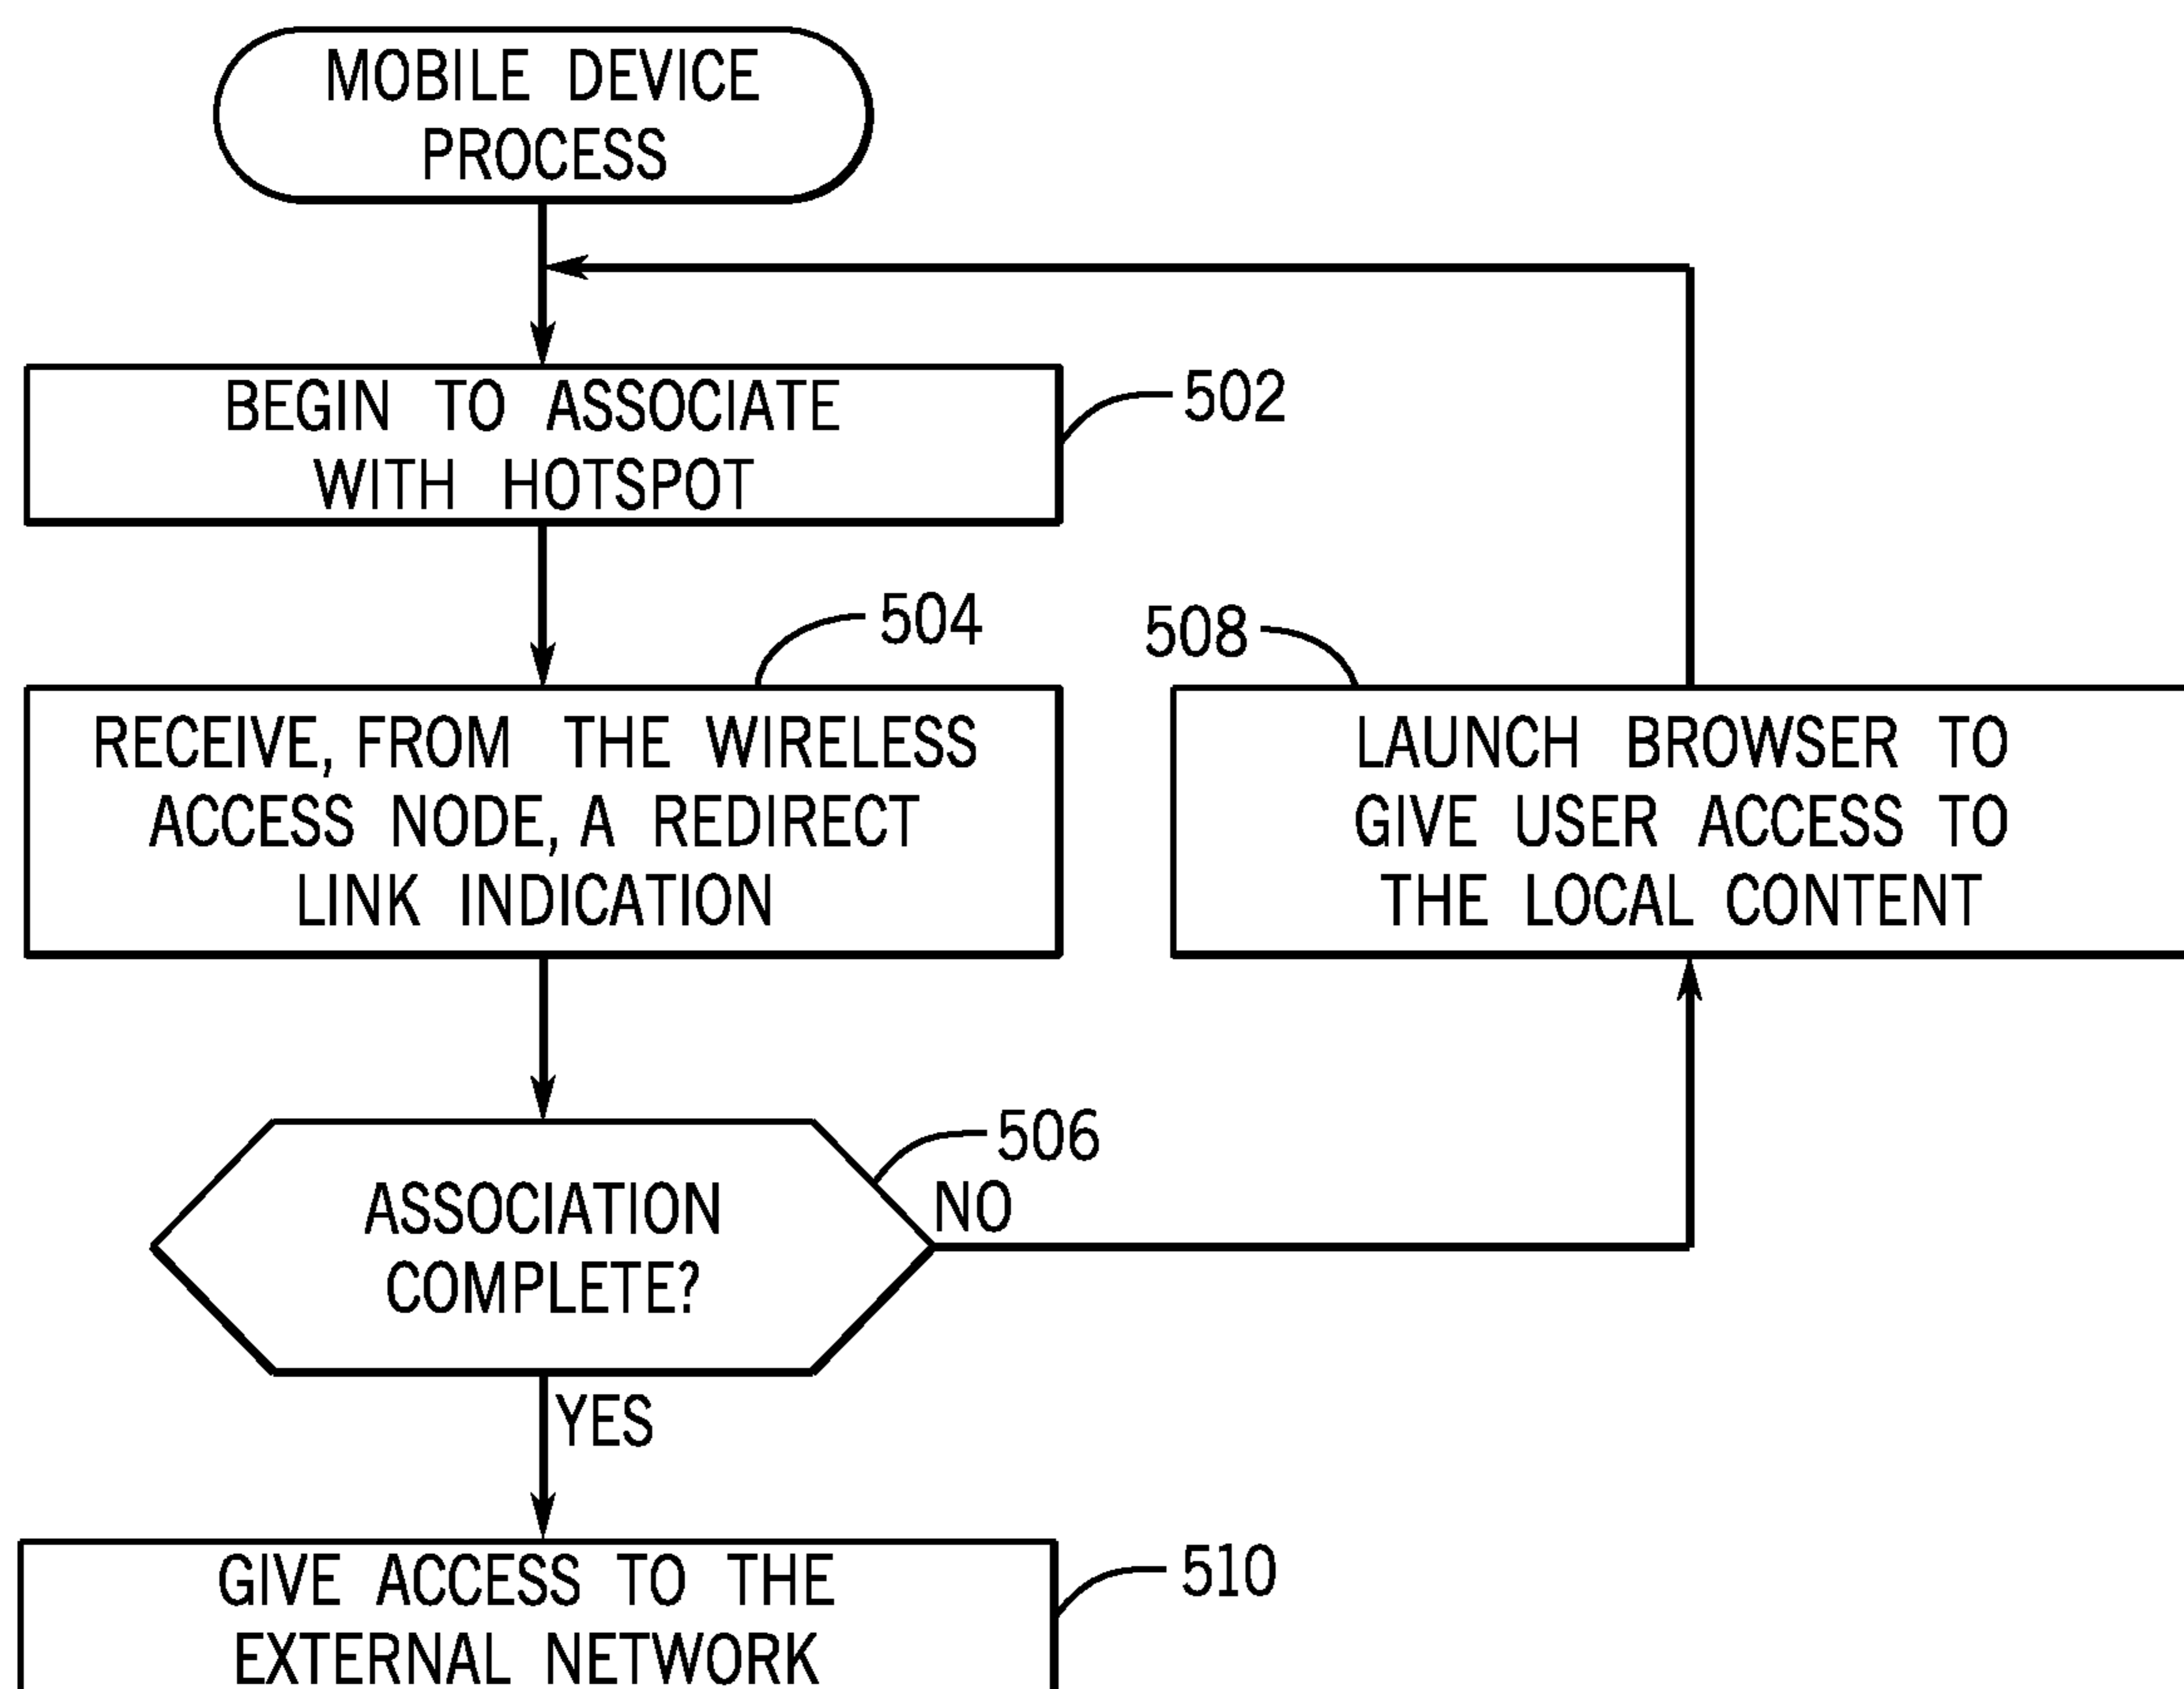 MOBILE DEVICE
PROCESS
BEGIN TO ASSOCIATE
WITH HOTSPOT
502
504
RECEIVE, FROM THE WIRELESS
ACCESS NODE, A REDIRECT
LINK INDICATION
508
LAUNCH BROWSER TO
GIVE USER ACCESS TO
THE LOCAL CONTENT
506
ASSOCIATION
COMPLETE?
NO
YES
GIVE ACCESS TO THE
EXTERNAL NETWORK
510